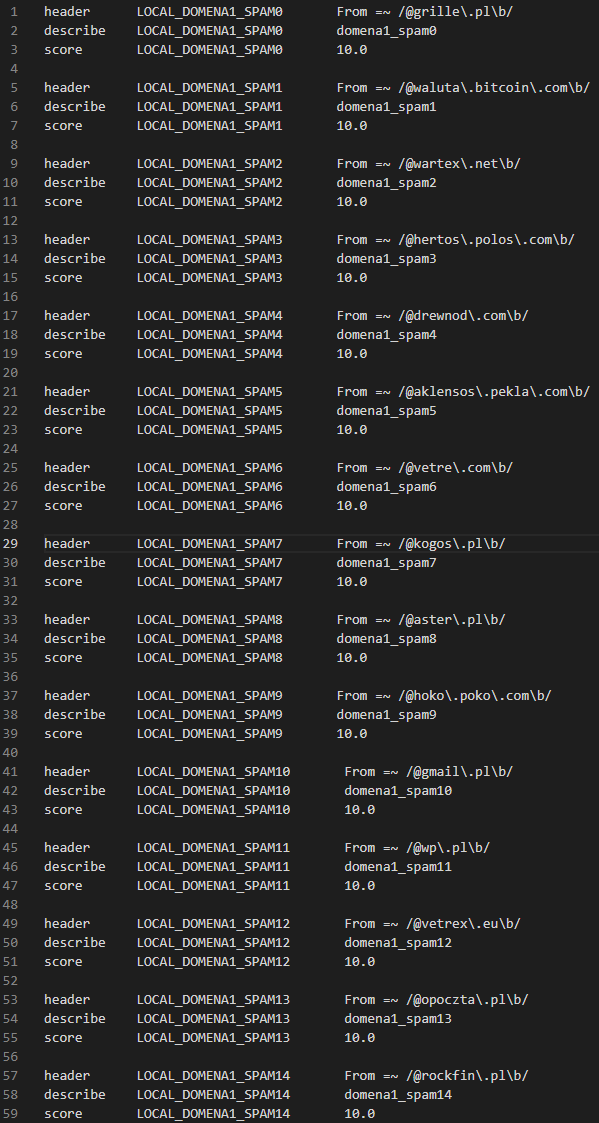 1 header LOCAL_DOMENA1_SPAM0 From =~ /@grille\.pl\b/
2 describe LOCAL_DOMENA1_SPAM0 domena1_spam0
3 score LOCAL_DOMENA1_SPAM0 10.0
4
5 header LOCAL_DOMENA1_SPAM1 From =~ /@waluta\.bitcoin\.com\b/
6 describe LOCAL_DOMENA1_SPAM1 domena1_spam1
7 score LOCAL_DOMENA1_SPAM1 10.0
8
9 header LOCAL_DOMENA1_SPAM2 From =~ /@wartex\.net\b/
10 describe LOCAL_DOMENA1_SPAM2 domena1_spam2
11 score LOCAL_DOMENA1_SPAM2 10.0
12
13 header LOCAL_DOMENA1_SPAM3 From =~ /@hertos\.polos\.com\b/
14 describe LOCAL_DOMENA1_SPAM3 domena1_spam3
15 score LOCAL_DOMENA1_SPAM3 10.0
16
17 header LOCAL_DOMENA1_SPAM4 From =~ /@drewnod\.com\b/
18 describe LOCAL_DOMENA1_SPAM4 domena1_spam4
19 score LOCAL_DOMENA1_SPAM4 10.0
20
21 header LOCAL_DOMENA1_SPAM5 From =~ /@aklensos\.pekla\.com\b/
22 describe LOCAL_DOMENA1_SPAM5 domena1_spam5
23 score LOCAL_DOMENA1_SPAM5 10.0
24
25 header LOCAL_DOMENA1_SPAM6 From =~ /@vetre\.com\b/
26 describe LOCAL_DOMENA1_SPAM6 domena1_spam6
27 score LOCAL_DOMENA1_SPAM6 10.0
28
29 header LOCAL_DOMENA1_SPAM7 From =~ /@kogos\.pl\b/
30 describe LOCAL_DOMENA1_SPAM7 domena1_spam7
31 score LOCAL_DOMENA1_SPAM7 10.0
32
33 header LOCAL_DOMENA1_SPAM8 From =~ /@aster\.pl\b/
34 describe LOCAL_DOMENA1_SPAM8 domena1_spam8
35 score LOCAL_DOMENA1_SPAM8 10.0
36
37 header LOCAL_DOMENA1_SPAM9 From =~ /@hoko\.poko\.com\b/
38 describe LOCAL_DOMENA1_SPAM9 domena1_spam9
39 score LOCAL_DOMENA1_SPAM9 10.0
40
41 header LOCAL_DOMENA1_SPAM10 From =~ /@gmail\.pl\b/
42 describe LOCAL_DOMENA1_SPAM10 domena1_spam10
43 score LOCAL_DOMENA1_SPAM10 10.0
44
45 header LOCAL_DOMENA1_SPAM11 From =~ /@wp\.pl\b/
46 describe LOCAL_DOMENA1_SPAM11 domena1_spam11
47 score LOCAL_DOMENA1_SPAM11 10.0
48
49 header LOCAL_DOMENA1_SPAM12 From =~ /@vetrex\.eu\b/
50 describe LOCAL_DOMENA1_SPAM12 domena1_spam12
51 score LOCAL_DOMENA1_SPAM12 10.0
52
53 header LOCAL_DOMENA1_SPAM13 From =~ /@opoczta\.pl\b/
54 describe LOCAL_DOMENA1_SPAM13 domena1_spam13
55 score LOCAL_DOMENA1_SPAM13 10.0
56
57 header LOCAL_DOMENA1_SPAM14 From =~ /@rockfin\.pl\b/
58 describe LOCAL_DOMENA1_SPAM14 domena1_spam14
59 score LOCAL_DOMENA1_SPAM14 10.0